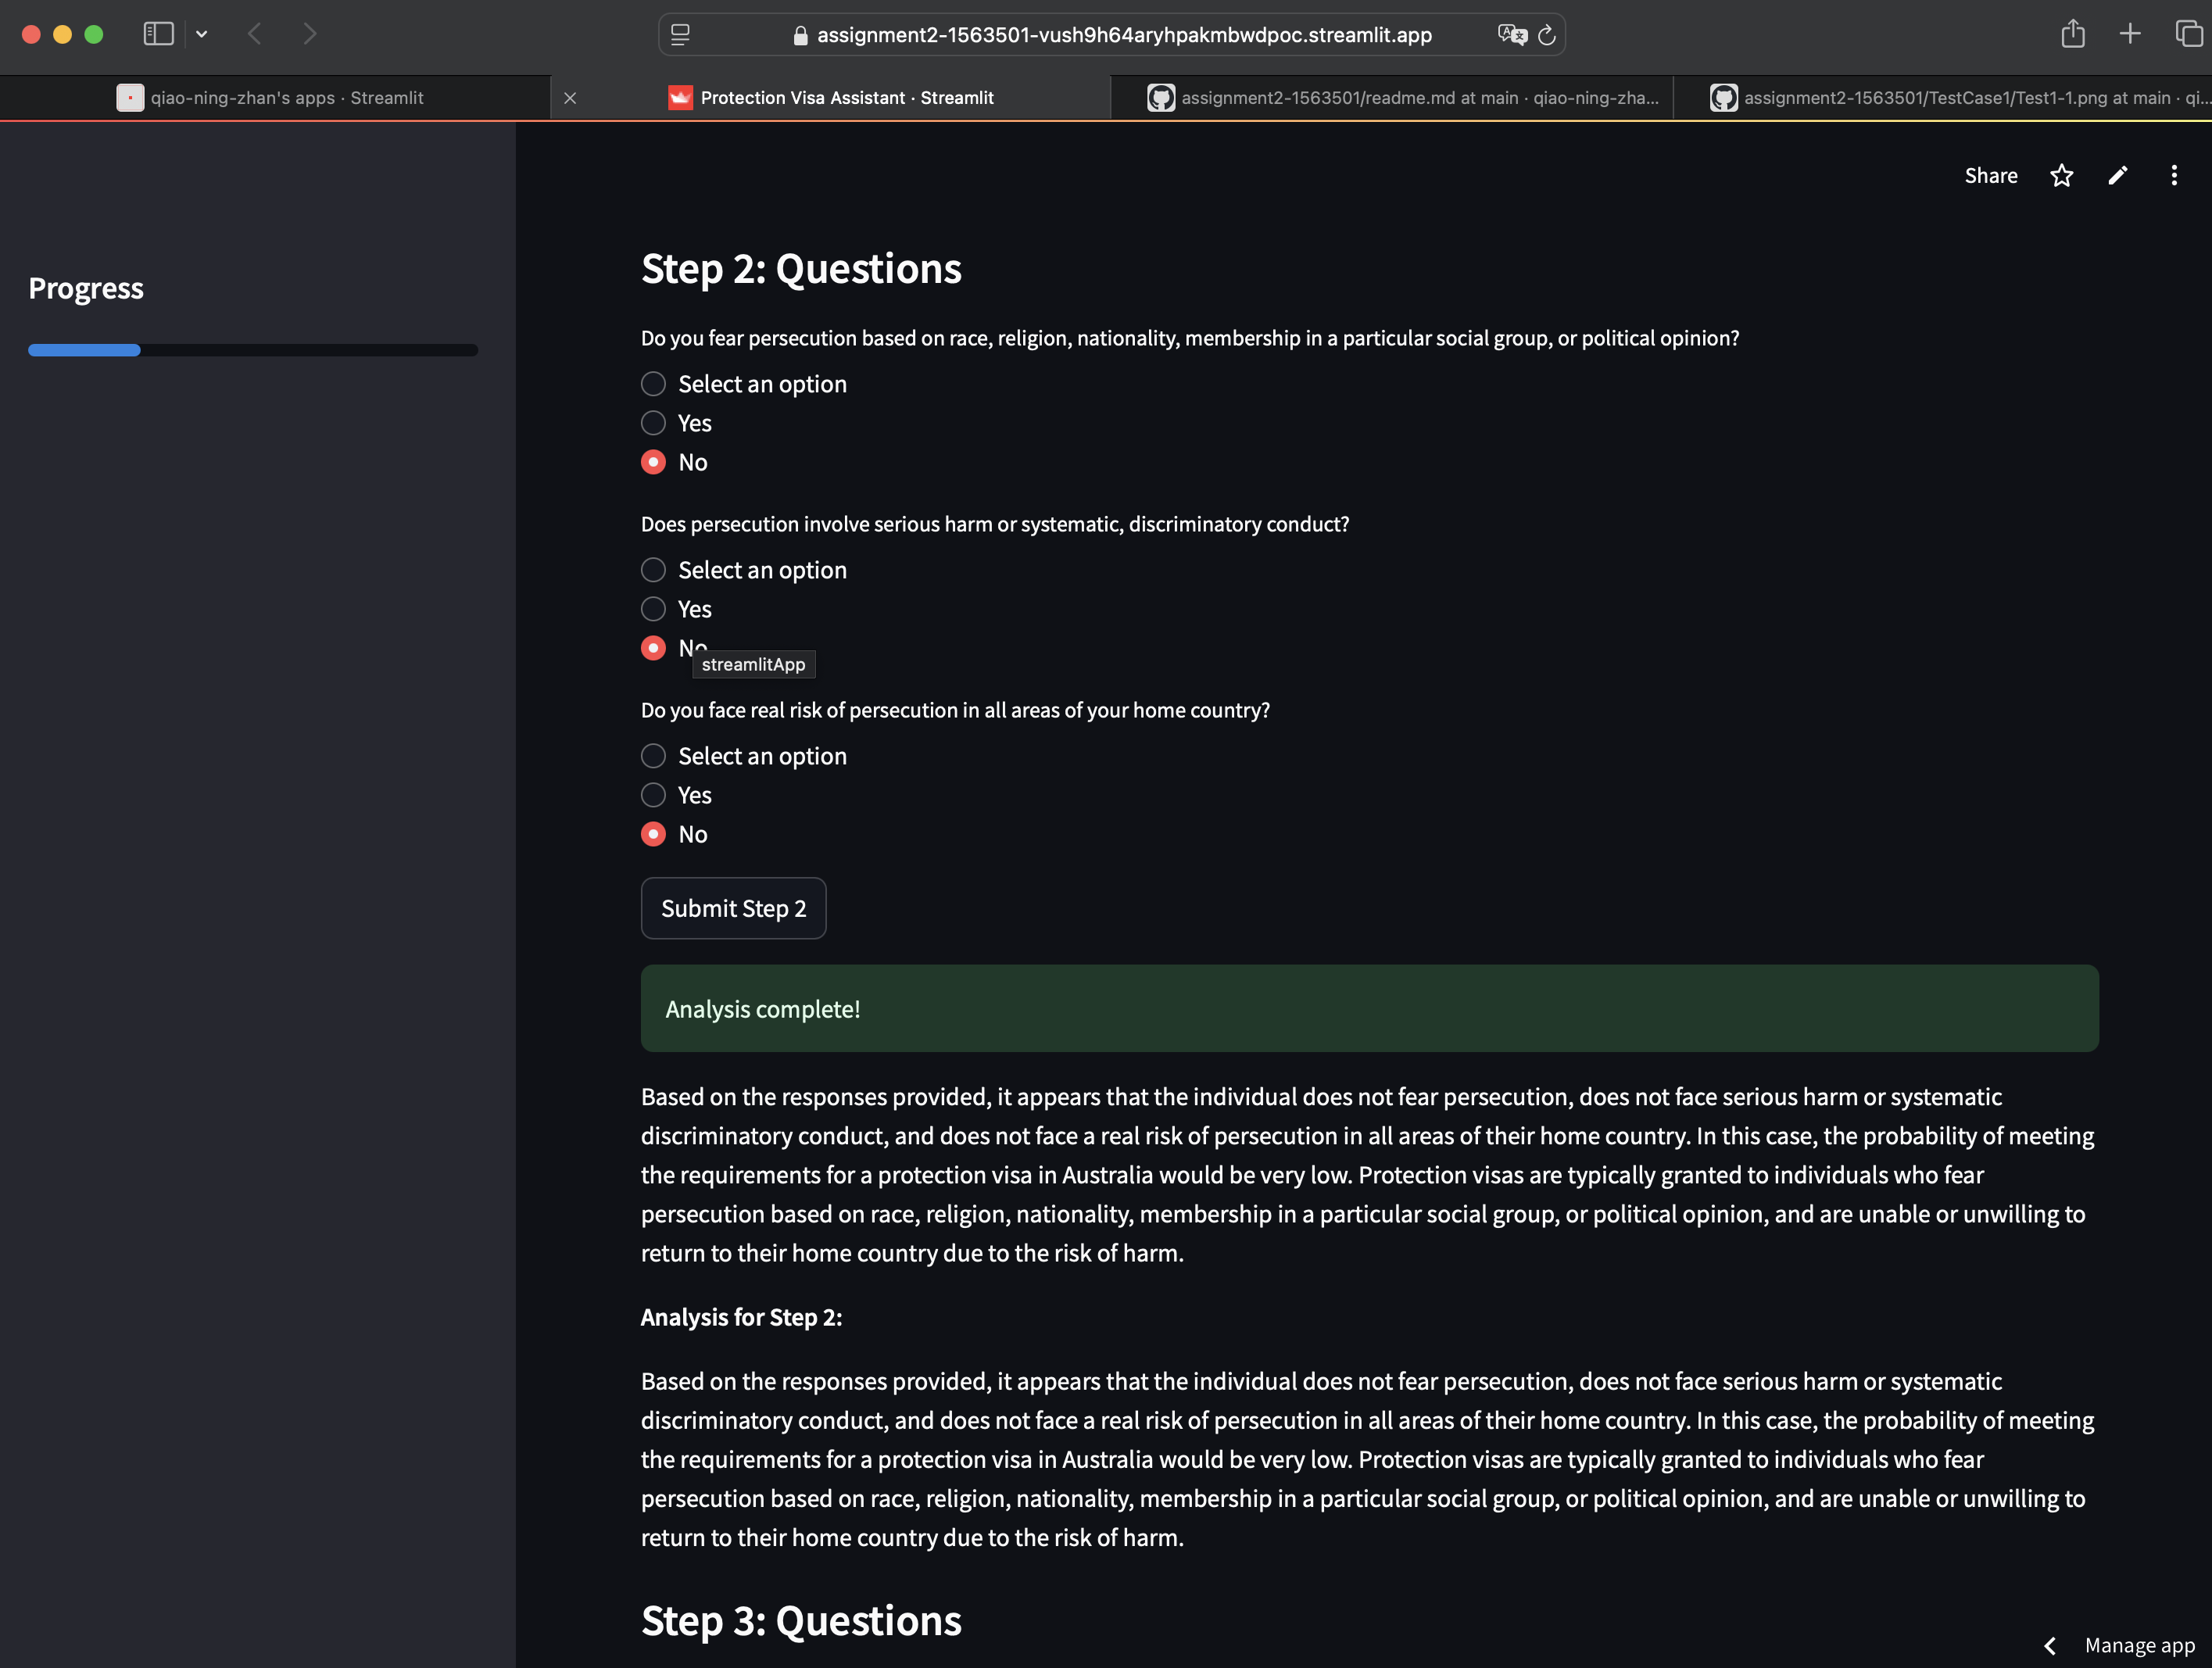 assignment2-1563501-vush9h64aryhpakmbwdpoc.streamlit.app
qiao-ning-zhan's apps · Streamlit
Protection Visa Assistant · Streamlit
assignment2-1563501/readme.md at main · qiao-ning-zha...
assignment2-1563501/TestCase1/Test1-1.png at main · qi...
Share
Progress
Step 2: Questions
Do you fear persecution based on race, religion, nationality, membership in a particular social group, or political opinion?
Select an option
Yes
No
Does persecution involve serious harm or systematic, discriminatory conduct?
Select an option
Yes
No
streamlitApp
Do you face real risk of persecution in all areas of your home country?
Select an option
Yes
No
Submit Step 2
Analysis complete!
Based on the responses provided, it appears that the individual does not fear persecution, does not face serious harm or systematic
discriminatory conduct, and does not face a real risk of persecution in all areas of their home country. In this case, the probability of meeting
the requirements for a protection visa in Australia would be very low. Protection visas are typically granted to individuals who fear
persecution based on race, religion, nationality, membership in a particular social group, or political opinion, and are unable or unwilling to
return to their home country due to the risk of harm.
Analysis for Step 2:
Based on the responses provided, it appears that the individual does not fear persecution, does not face serious harm or systematic
discriminatory conduct, and does not face a real risk of persecution in all areas of their home country. In this case, the probability of meeting
the requirements for a protection visa in Australia would be very low. Protection visas are typically granted to individuals who fear
persecution based on race, religion, nationality, membership in a particular social group, or political opinion, and are unable or unwilling to
return to their home country due to the risk of harm.
Step 3: Questions
Manage app